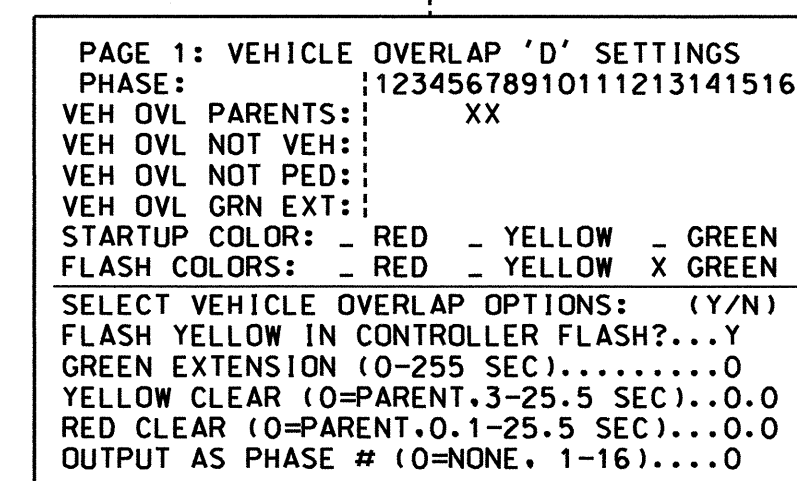 PAGE 1: VEHICLE OVERLAP 'D' SETTINGS
PHASE: ¦12345678910111213141516
VEH OVL PARENTS:¦ XX
VEH OVL NOT VEH:¦
VEH OVL NOT PED:¦
VEH OVL GRN EXT:¦
STARTUP COLOR: _ RED _ YELLOW _ GREEN
FLASH COLORS: _ RED _ YELLOW X GREEN
SELECT VEHICLE OVERLAP OPTIONS: (Y/N)
FLASH YELLOW IN CONTROLLER FLASH?...Y
GREEN EXTENSION (0-255 SEC).........0
YELLOW CLEAR (0=PARENT,3-25.5 SEC)..0.0
RED CLEAR (0=PARENT,0.1-25.5 SEC)...0.0
OUTPUT AS PHASE # (0=NONE, 1-16)....0